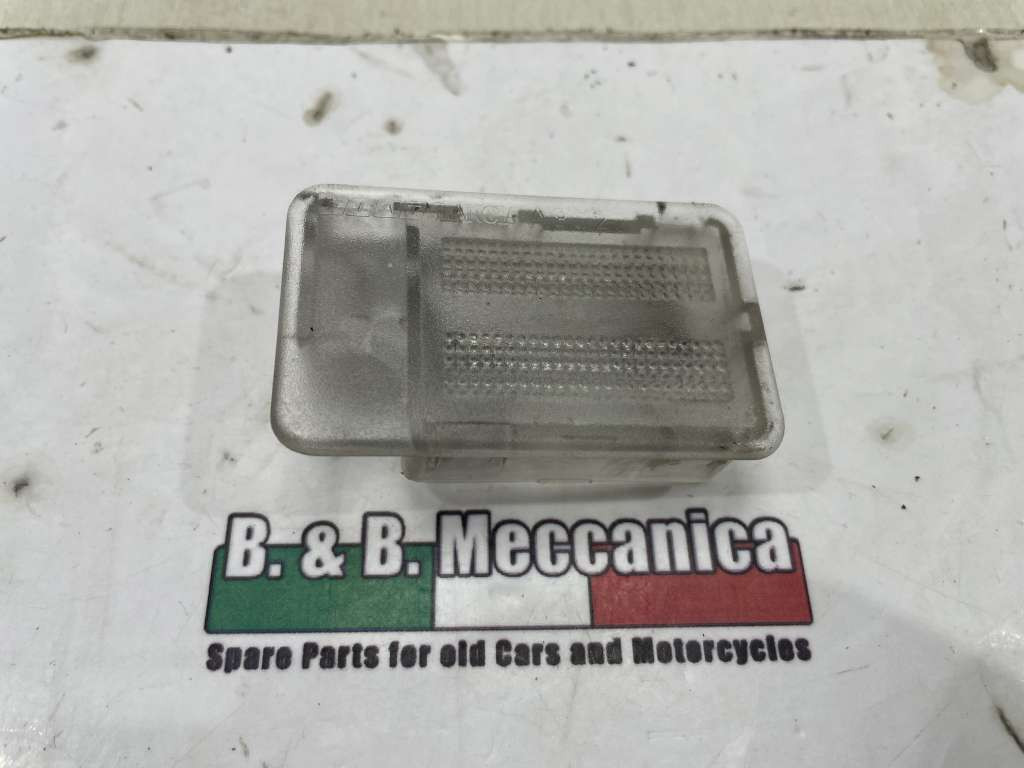 B. & B. Meccanica
Spare Parts for old Cars and Motorcycles